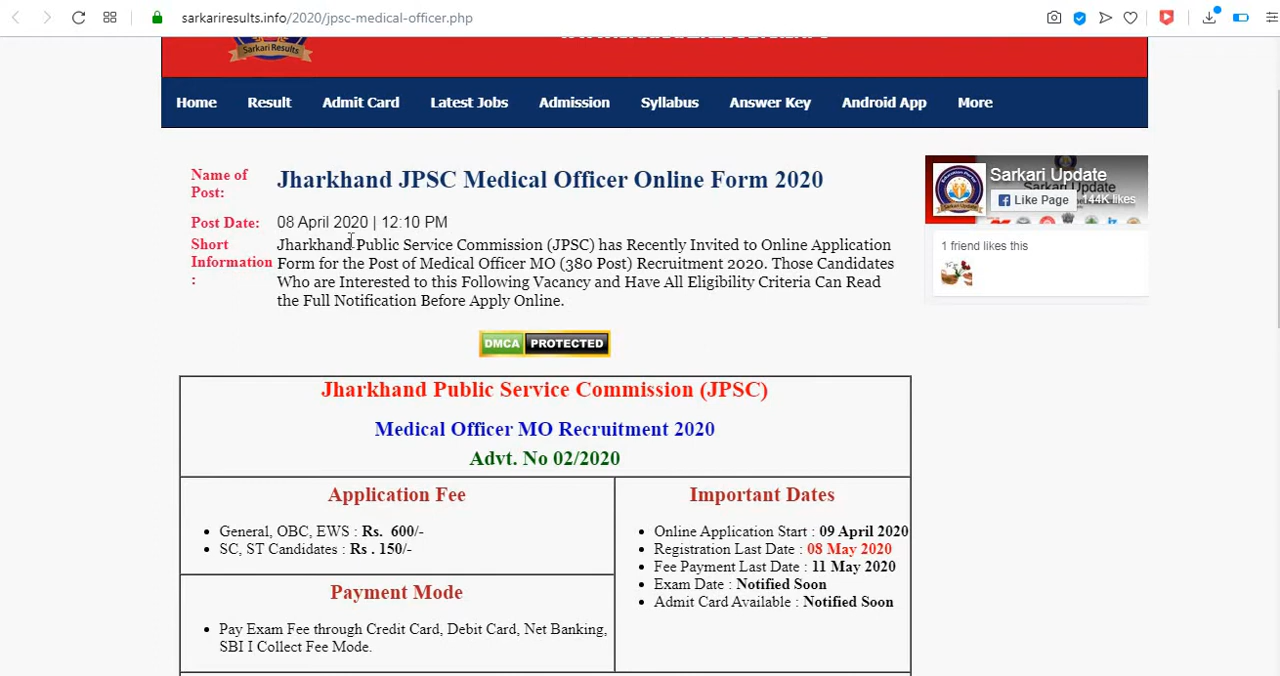 sarkariresults.info/2020/jpsc-medical-officer.php
Sarkari Results
Home Result Admit Card Latest Jobs Admission Syllabus Answer Key Android App More
Name of Post: Jharkhand JPSC Medical Officer Online Form 2020
Post Date: 08 April 2020 | 12:10 PM
Short Information :
Jharkhand Public Service Commission (JPSC) has Recently Invited to Online Application
Form for the Post of Medical Officer MO (380 Post) Recruitment 2020. Those Candidates
Who are Interested to this Following Vacancy and Have All Eligibility Criteria Can Read
the Full Notification Before Apply Online.
Sarkari Update
Like Page 144K likes
1 friend likes this
DMCA PROTECTED
Jharkhand Public Service Commission (JPSC)
Medical Officer MO Recruitment 2020
Advt. No 02/2020
Application Fee
General, OBC, EWS : Rs. 600/-
SC, ST Candidates : Rs . 150/-
Payment Mode
Pay Exam Fee through Credit Card, Debit Card, Net Banking,
SBI I Collect Fee Mode.
Important Dates
Online Application Start : 09 April 2020
Registration Last Date : 08 May 2020
Fee Payment Last Date : 11 May 2020
Exam Date : Notified Soon
Admit Card Available : Notified Soon